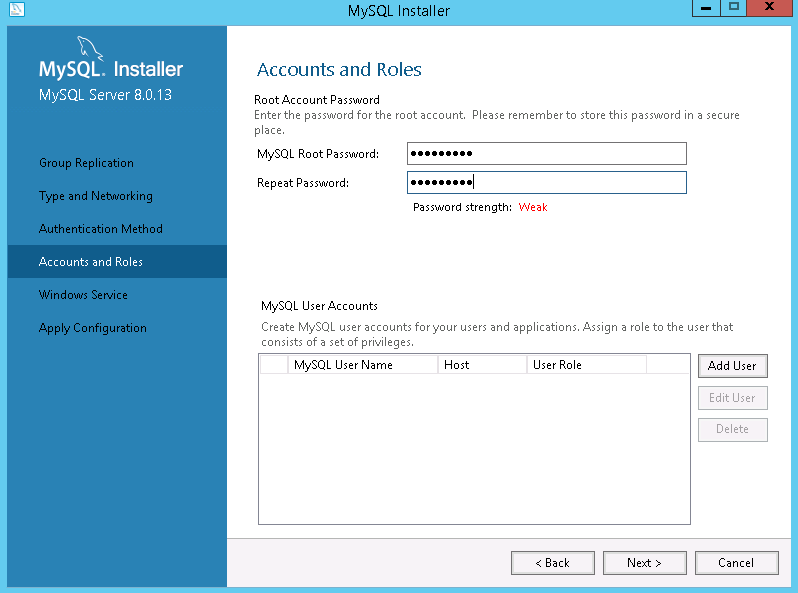 MySQL Installer
MySQL. Installer
MySQL Server 8.0.13
Group Replication
Type and Networking
Authentication Method
Accounts and Roles
Windows Service
Apply Configuration
Accounts and Roles
Root Account Password
Enter the password for the root account. Please remember to store this password in a secure
place.
MySQL Root Password: ●●●●●●●●●
Repeat Password: ●●●●●●●●●
Password strength: Weak
MySQL User Accounts
Create MySQL user accounts for your users and applications. Assign a role to the user that
consists of a set of privileges.
MySQL User Name Host User Role
Add User
Edit User
Delete
< Back Next > Cancel